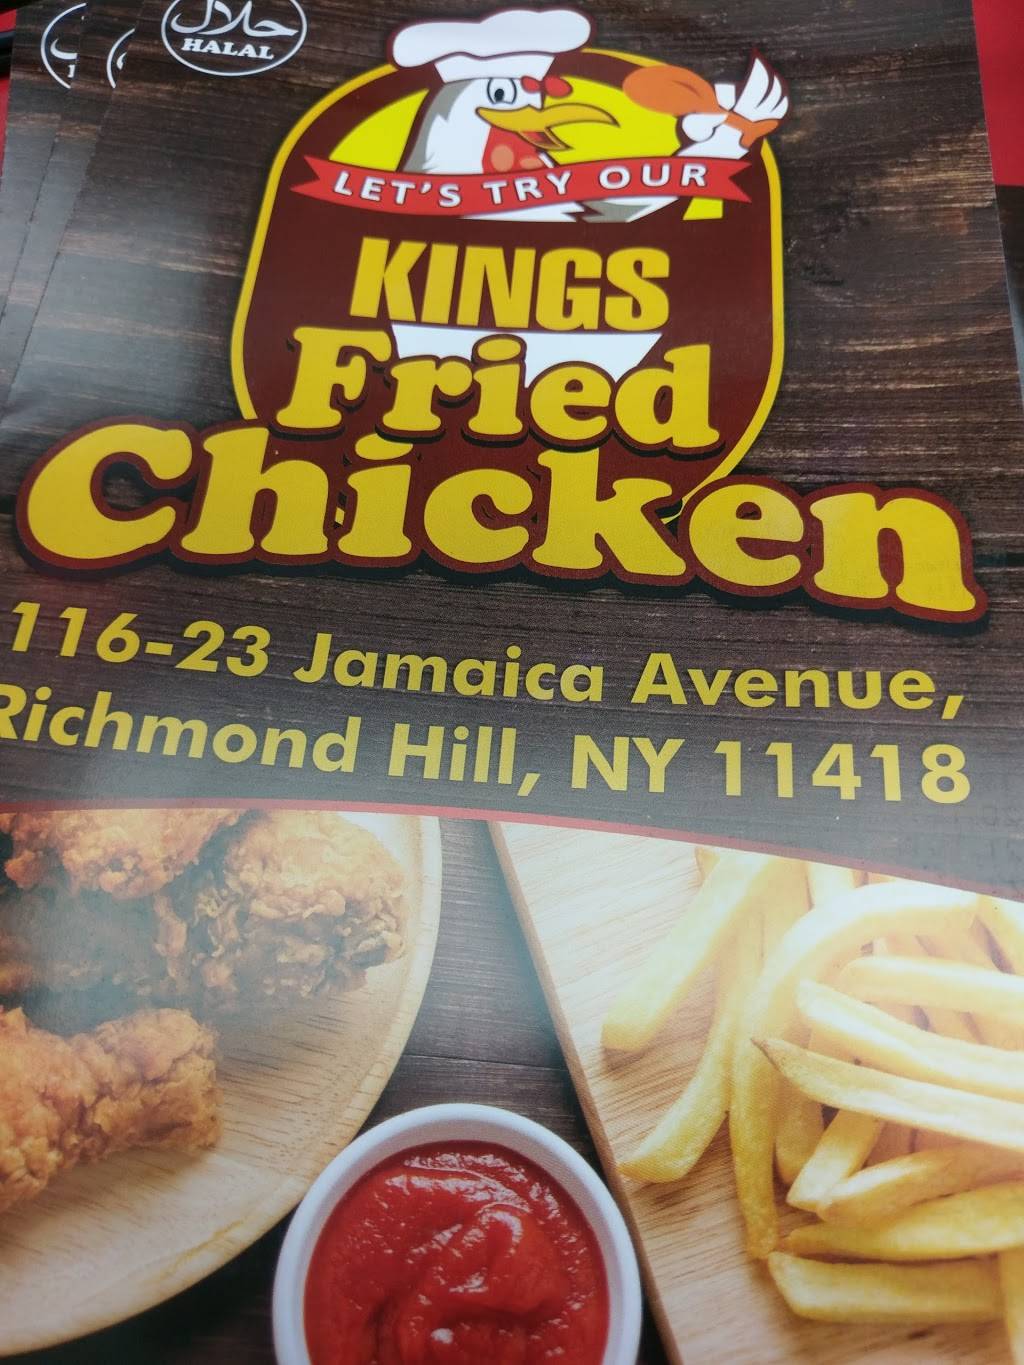 حلال
HALAL
LET'S TRY OUR
KINGS
Fried
Chicken
116-23 Jamaica Avenue,
Richmond Hill, NY 11418